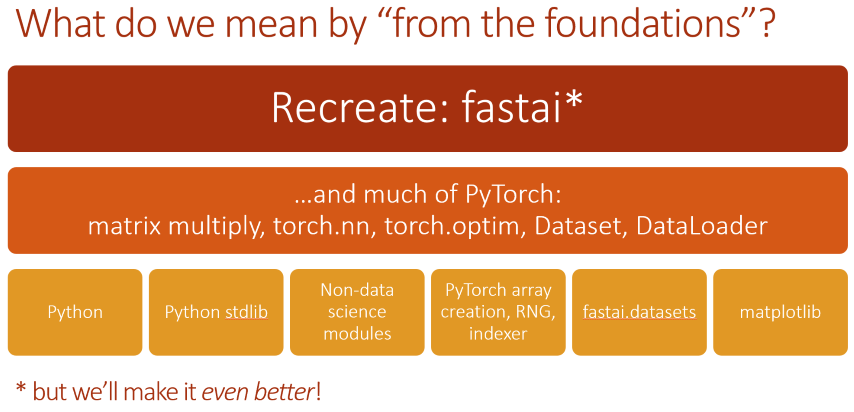 What do we mean by “from the foundations”?
Recreate: fastai*
...and much of PyTorch:
matrix multiply, torch.nn, torch.optim, Dataset, DataLoader
Python
Python stdlib
Non-data
science
modules
PyTorch array
creation, RNG,
indexer
fastai.datasets
matplotlib
* but we’ll make it even better!